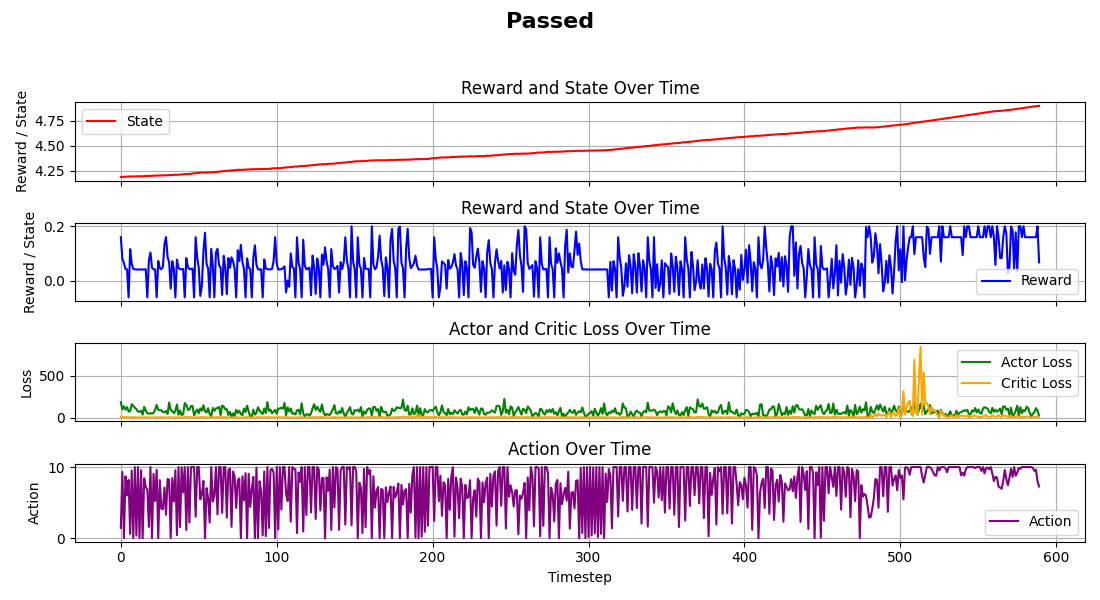 Passed
Reward and State Over Time
Reward / State
4.75
4.50
4.25
State
Reward and State Over Time
Reward / State
0.2
0.0
Reward
Actor and Critic Loss Over Time
Loss
500
0
Actor Loss
Critic Loss
Action Over Time
Action
10
0
Action
0 100 200 300 400 500 600
Timestep